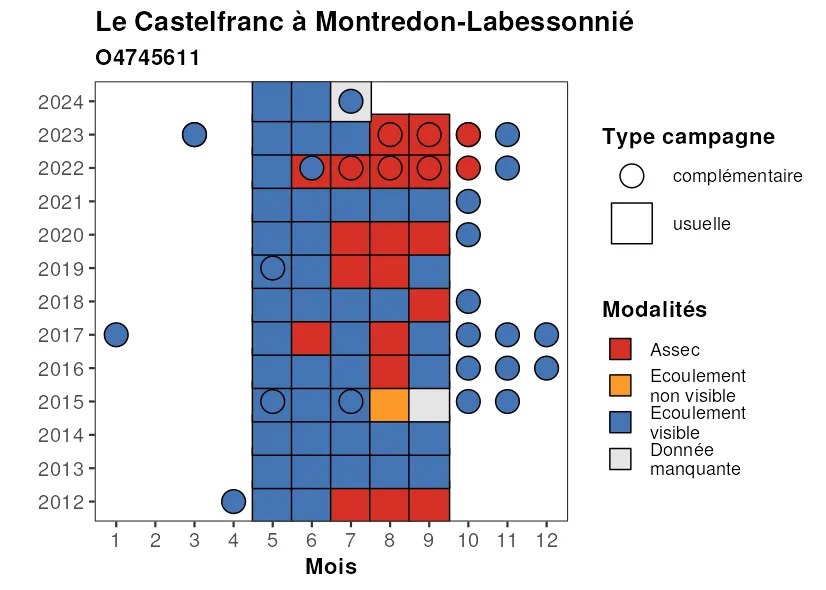 Le Castelfranc à Montredon-Labessonnié
O4745611
2024
2023
2022
2021
2020
2019
2018
2017
2016
2015
2014
2013
2012
1 2 3 4 5 6 7 8 9 10 11 12
Mois
Type campagne
complémentaire
usuelle
Modalités
Assec
Ecoulement
non visible
Ecoulement
visible
Donnée
manquante